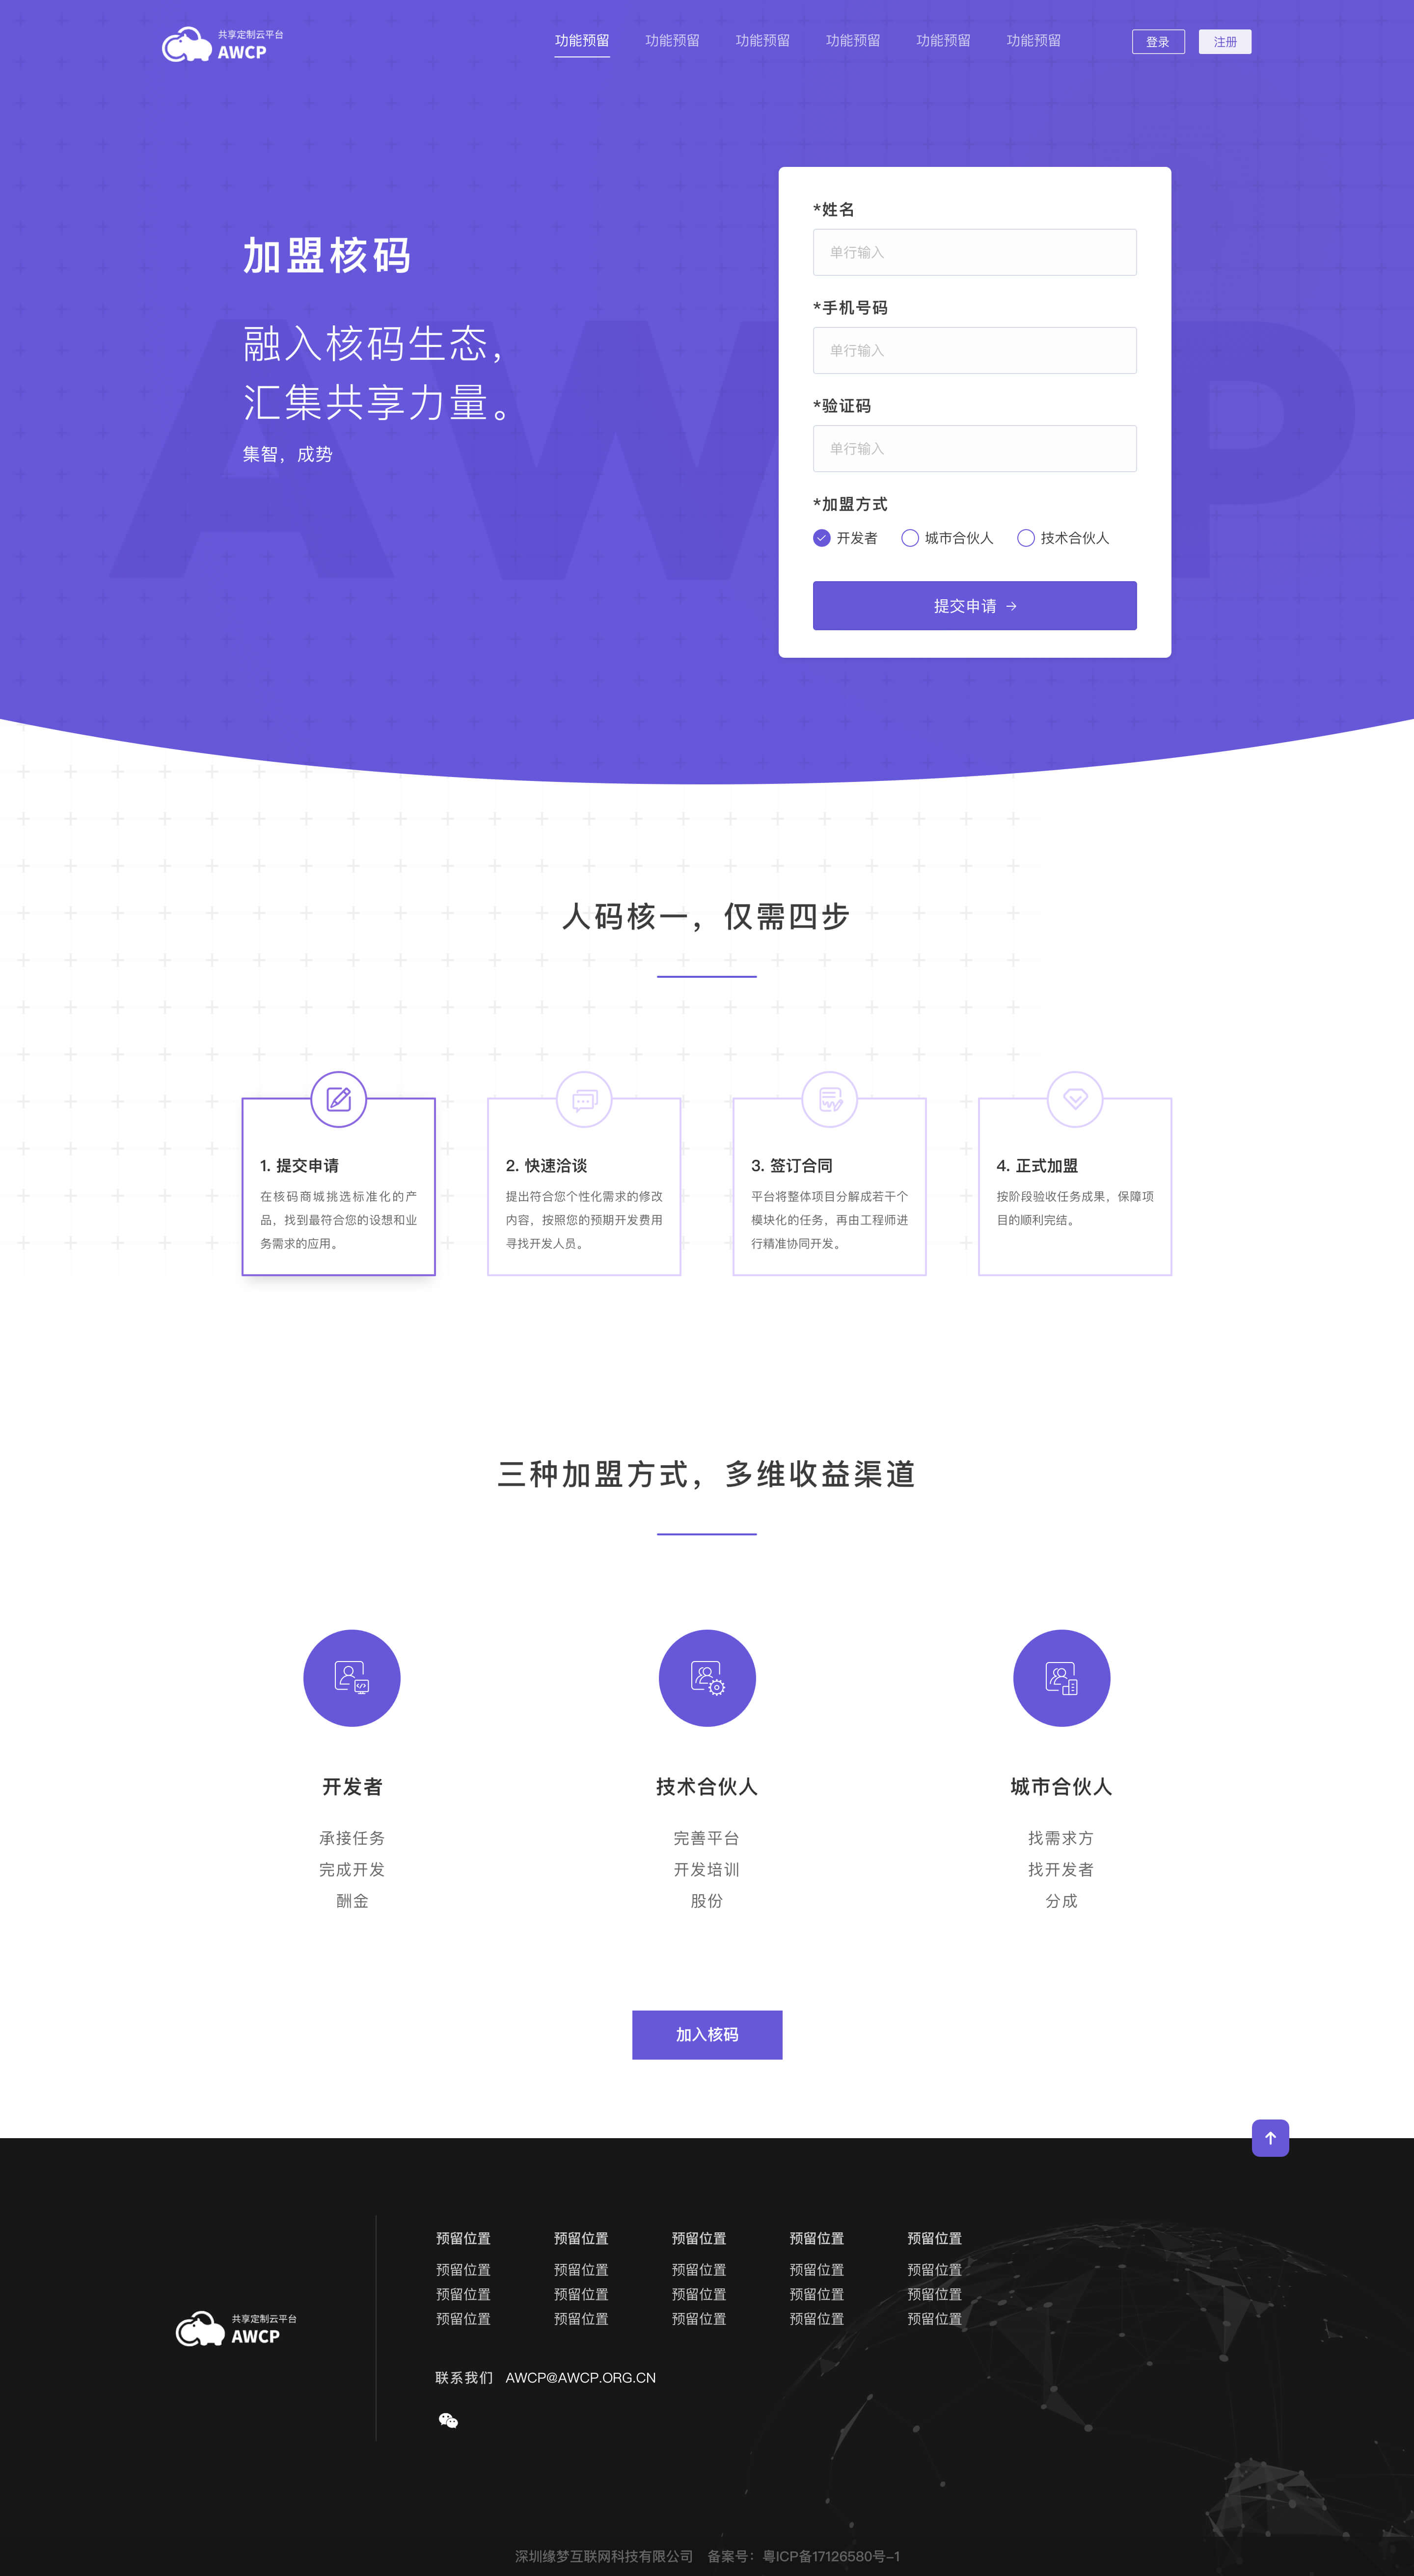 共享定制云平台
AWCP
功能预留 功能预留 功能预留 功能预留 功能预留 功能预留
登录 注册
加盟核码
融入核码生态，
汇集共享力量。
集智，成势
AWCP
*姓名
单行输入
*手机号码
单行输入
*验证码
单行输入
*加盟方式
开发者 城市合伙人 技术合伙人
提交申请 →
人码核一，仅需四步
1. 提交申请
在核码商城挑选标准化的产
品，找到最符合您的设想和业
务需求的应用。
2. 快速洽谈
提出符合您个性化需求的修改
内容，按照您的预期开发费用
寻找开发人员。
3. 签订合同
平台将整体项目分解成若干个
模块化的任务，再由工程师进
行精准协同开发。
4. 正式加盟
按阶段验收任务成果，保障项
目的顺利完结。
三种加盟方式，多维收益渠道
开发者
承接任务
完成开发
酬金
技术合伙人
完善平台
开发培训
股份
城市合伙人
找需求方
找开发者
分成
加入核码
共享定制云平台
AWCP
预留位置 预留位置 预留位置 预留位置 预留位置
预留位置 预留位置 预留位置 预留位置 预留位置
预留位置 预留位置 预留位置 预留位置 预留位置
预留位置 预留位置 预留位置 预留位置 预留位置
联系我们 AWCP@AWCP.ORG.CN
深圳缘梦互联网科技有限公司 备案号：粤ICP备17126580号-1